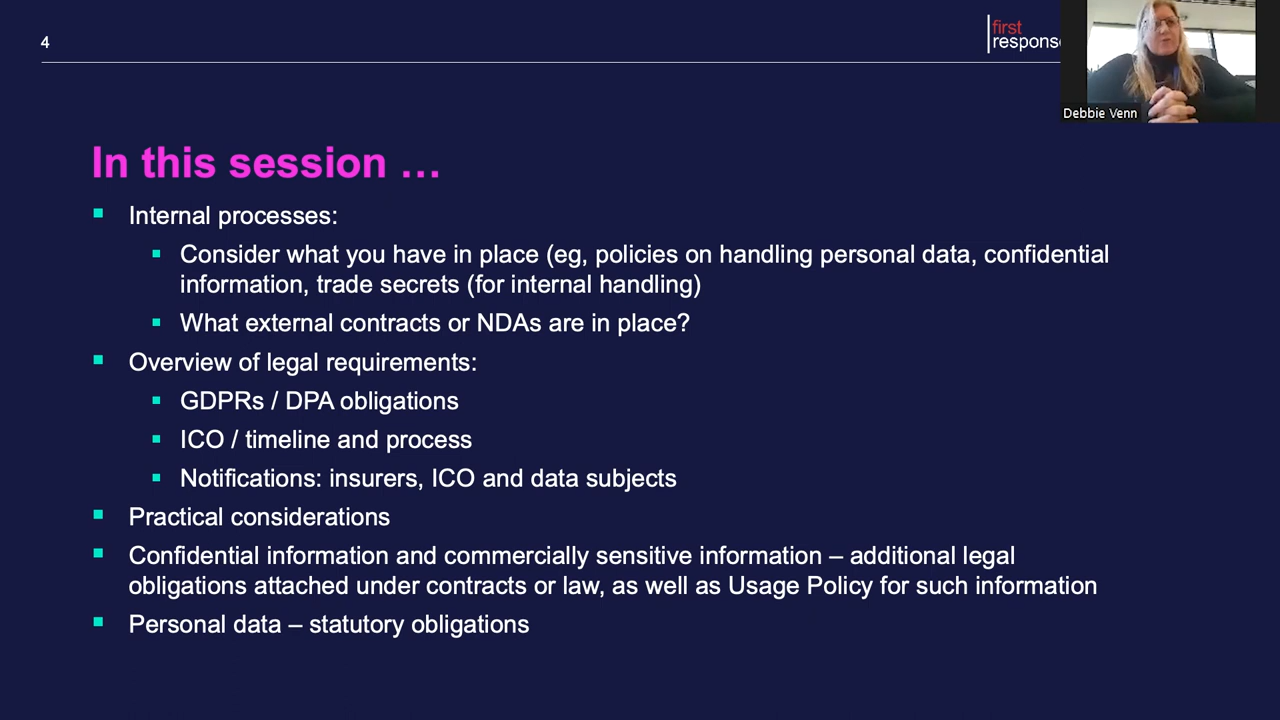 4
first
response
Debbie Venn
In this session …
Internal processes:
Consider what you have in place (eg, policies on handling personal data, confidential
information, trade secrets (for internal handling)
What external contracts or NDAs are in place?
Overview of legal requirements:
GDPRs / DPA obligations
ICO / timeline and process
Notifications: insurers, ICO and data subjects
Practical considerations
Confidential information and commercially sensitive information – additional legal
obligations attached under contracts or law, as well as Usage Policy for such information
Personal data – statutory obligations